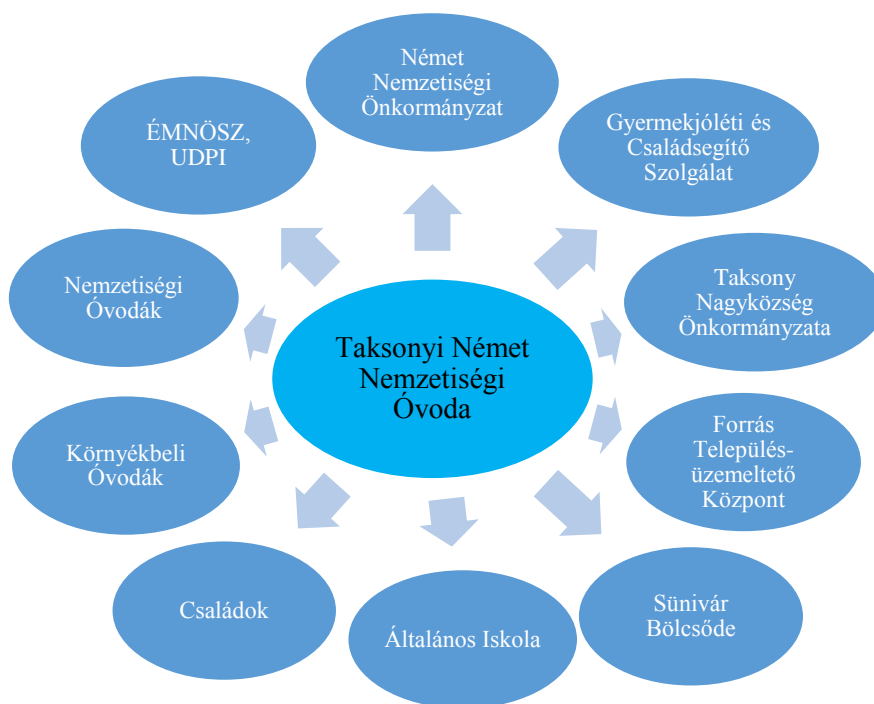 Német
Nemzetiségi
Önkormányzat
Gyermekjóléti és
Családsegítő
Szolgálat
Taksony
Nagyközség
Önkormányzata
Forrás
Település-
üzemeltető
Központ
Sünivár
Bölcsőde
Általános Iskola
Családok
Környékbeli
Óvodák
Nemzetiségi
Óvodák
ÉMNÖSZ,
UDPI
Taksonyi Német
Nemzetiségi
Óvoda